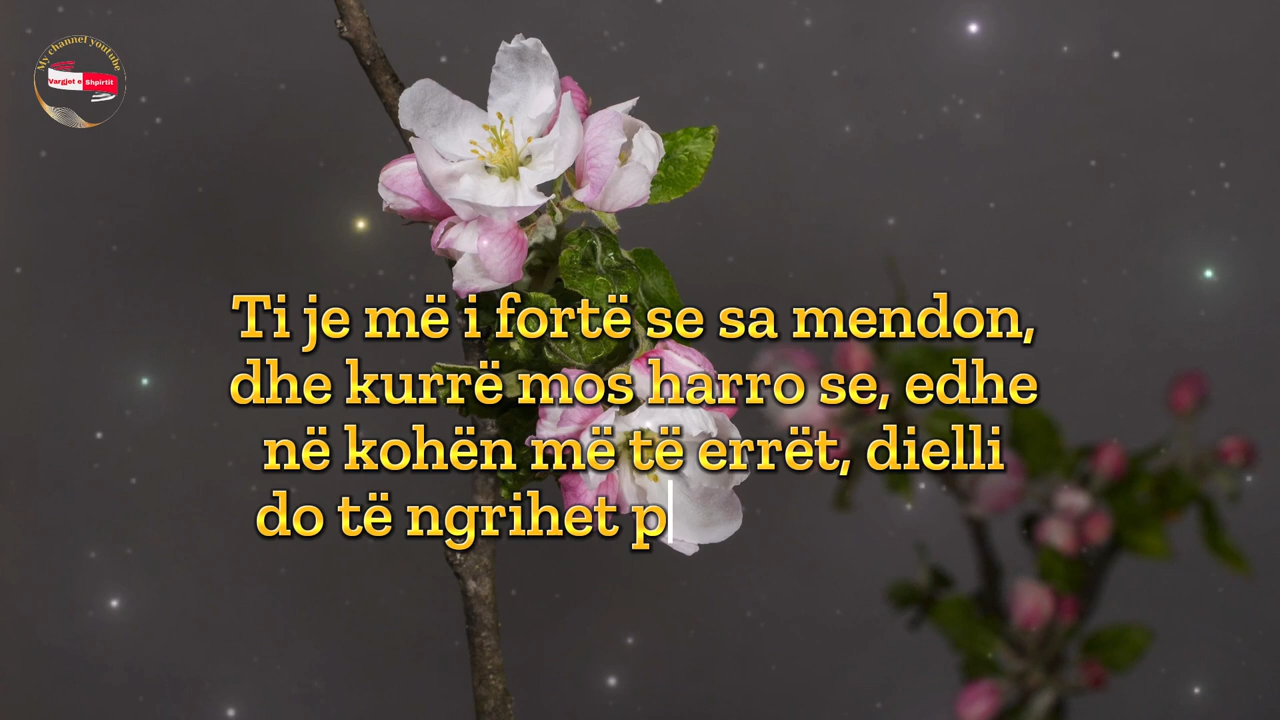 My channel youtube
Vargjet e Shpirtit
Ti je më i fortë se sa mendon,
dhe kurrë mos harro se, edhe
në kohën më të errët, dielli
do të ngrihet p